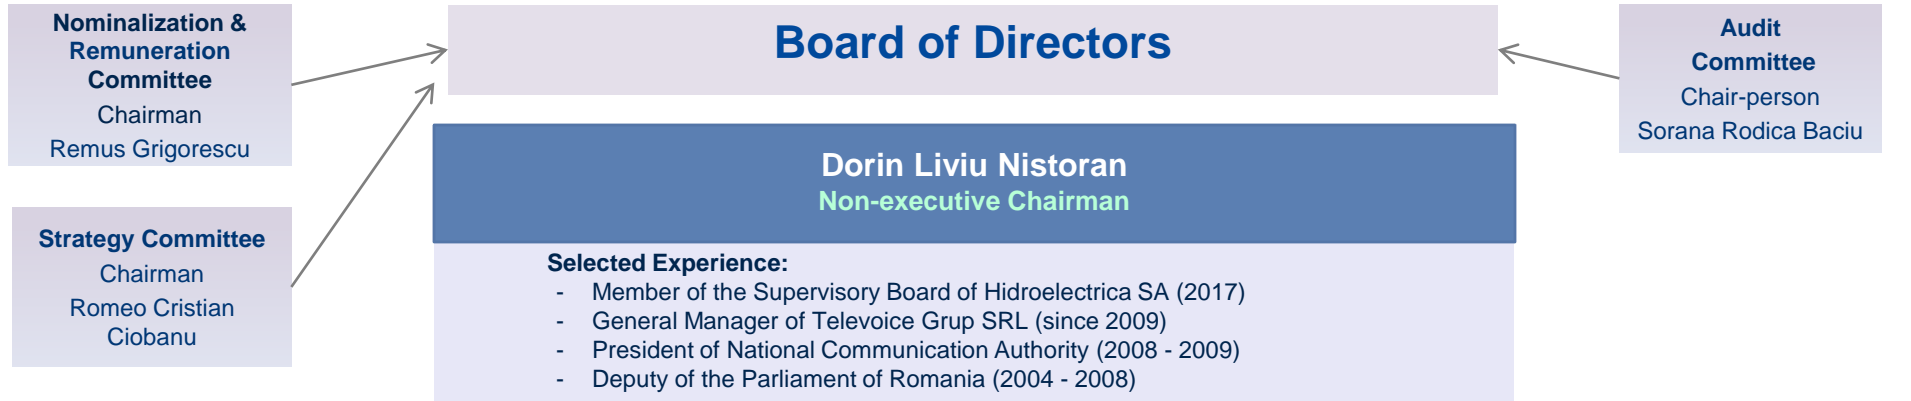 Nominalization &
Remuneration
Committee
Chairman
Remus Grigorescu
Board of Directors
Audit
Committee
Chair-person
Sorana Rodica Baciu
Dorin Liviu Nistoran
Non-executive Chairman
Strategy Committee
Chairman
Romeo Cristian
Ciobanu
Selected Experience:
- Member of the Supervisory Board of Hidroelectrica SA (2017)
- General Manager of Televoice Grup SRL (since 2009)
- President of National Communication Authority (2008 - 2009)
- Deputy of the Parliament of Romania (2004 - 2008)